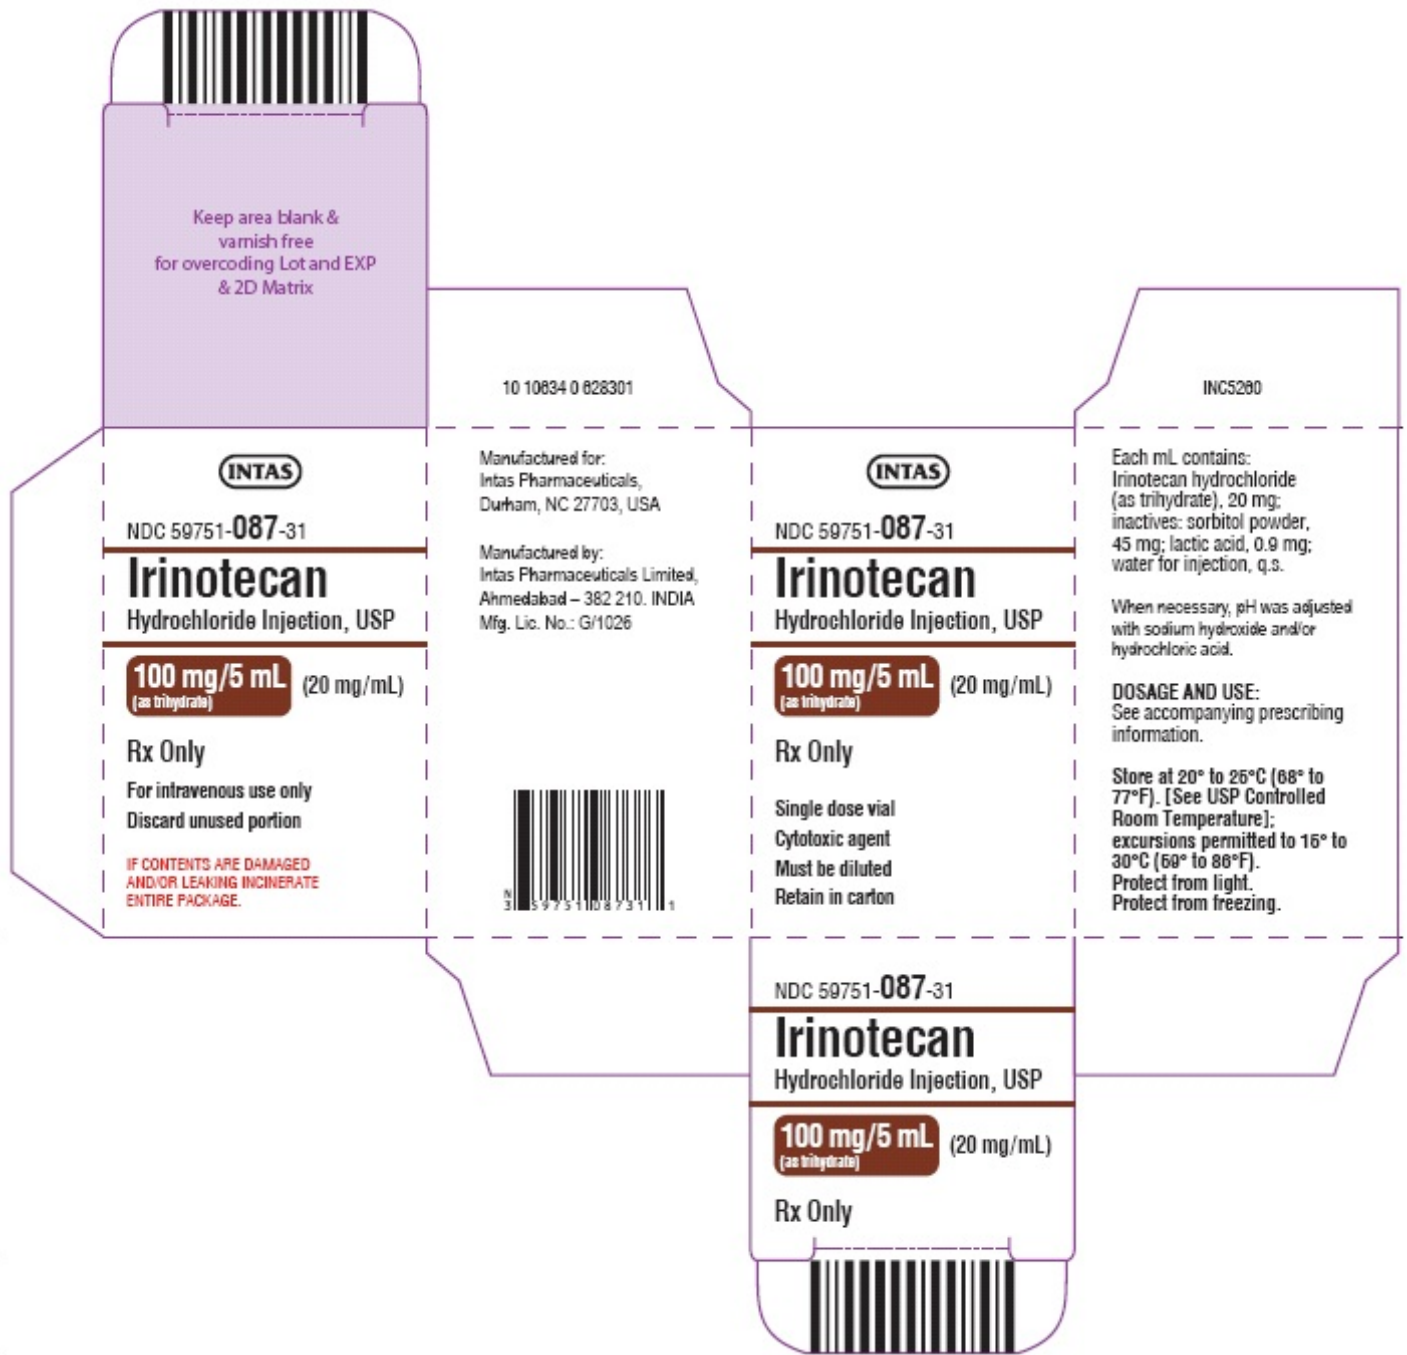 Keep area blank &
varnish free
for overcoding Lot and EXP
& 2D Matrix
10 10634 0 628301
INC5260
INTAS
NDC 59751-087-31
Irinotecan
Hydrochloride Injection, USP
100 mg/5 mL
(as trihydrate)
(20 mg/mL)
Rx Only
For intravenous use only
Discard unused portion
IF CONTENTS ARE DAMAGED
AND/OR LEAKING INCINERATE
ENTIRE PACKAGE.
Manufactured for:
Intas Pharmaceuticals,
Durham, NC 27703, USA
Manufactured by:
Intas Pharmaceuticals Limited,
Ahmedabad – 382 210. INDIA
Mfg. Lic. No.: G/1026
N
3 59751 08731 1
INTAS
NDC 59751-087-31
Irinotecan
Hydrochloride Injection, USP
100 mg/5 mL
(as trihydrate)
(20 mg/mL)
Rx Only
Single dose vial
Cytotoxic agent
Must be diluted
Retain in carton
Each mL contains:
Irinotecan hydrochloride
(as trihydrate), 20 mg;
inactives: sorbitol powder,
45 mg; lactic acid, 0.9 mg;
water for injection, q.s.
When necessary, pH was adjusted
with sodium hydroxide and/or
hydrochloric acid.
DOSAGE AND USE:
See accompanying prescribing
information.
Store at 20° to 25°C (68° to
77°F). [See USP Controlled
Room Temperature];
excursions permitted to 15° to
30°C (59° to 86°F).
Protect from light.
Protect from freezing.
NDC 59751-087-31
Irinotecan
Hydrochloride Injection, USP
100 mg/5 mL
(as trihydrate)
(20 mg/mL)
Rx Only